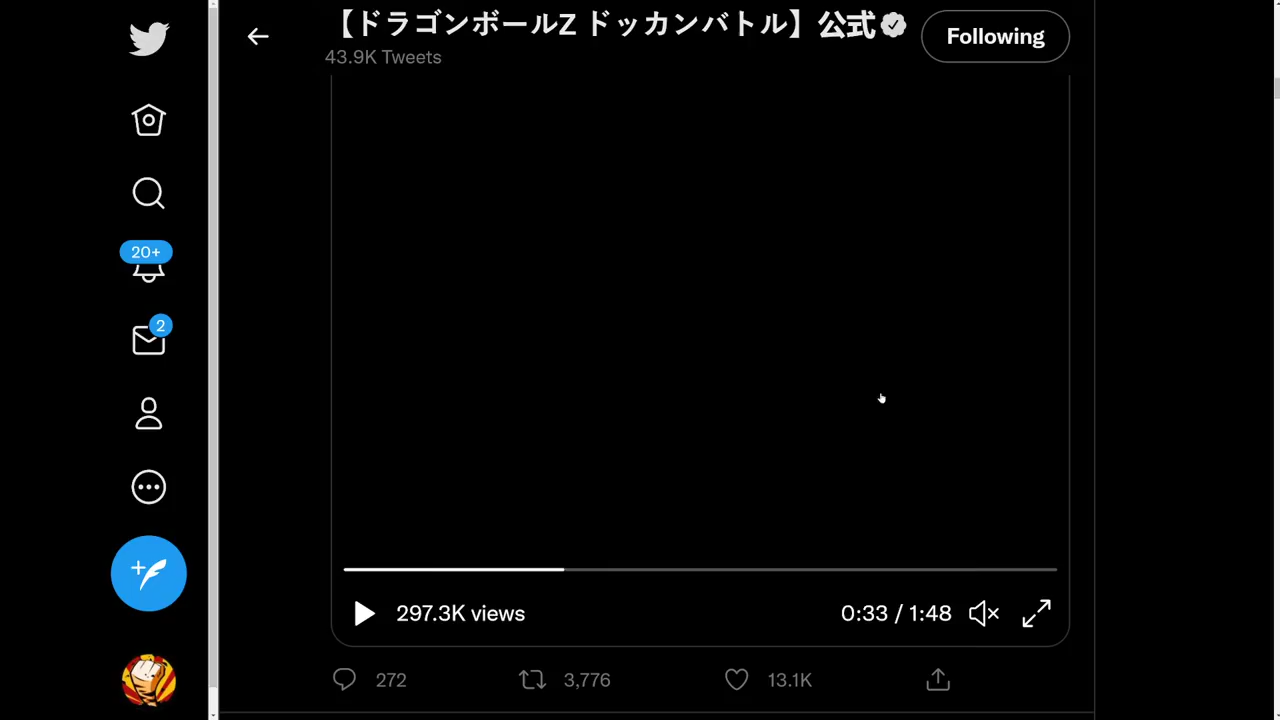 【ドラゴンボールZ ドッカンバトル】公式
43.9K Tweets
Following
20+
2
297.3K views
0:33 / 1:48
272
3,776
13.1K